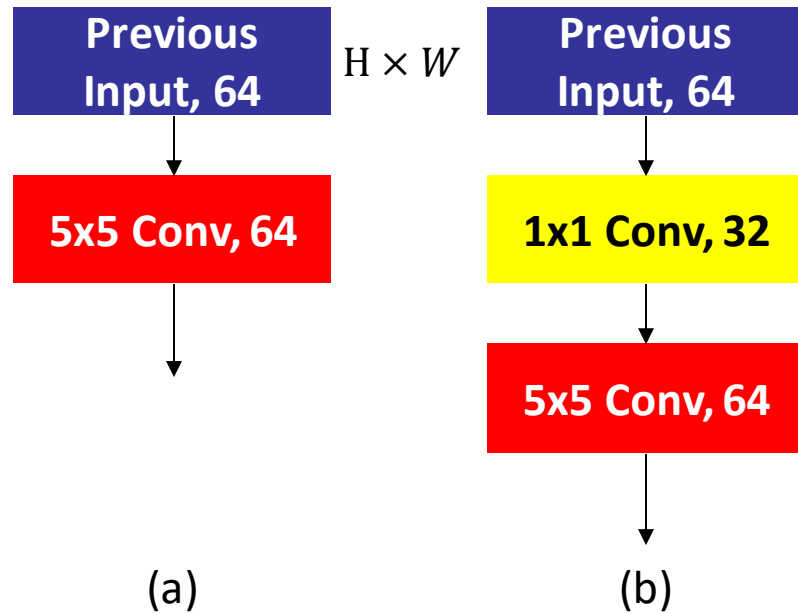 Previous
Input, 64
H × W
Previous
Input, 64
5x5 Conv, 64
1x1 Conv, 32
5x5 Conv, 64
(a)
(b)